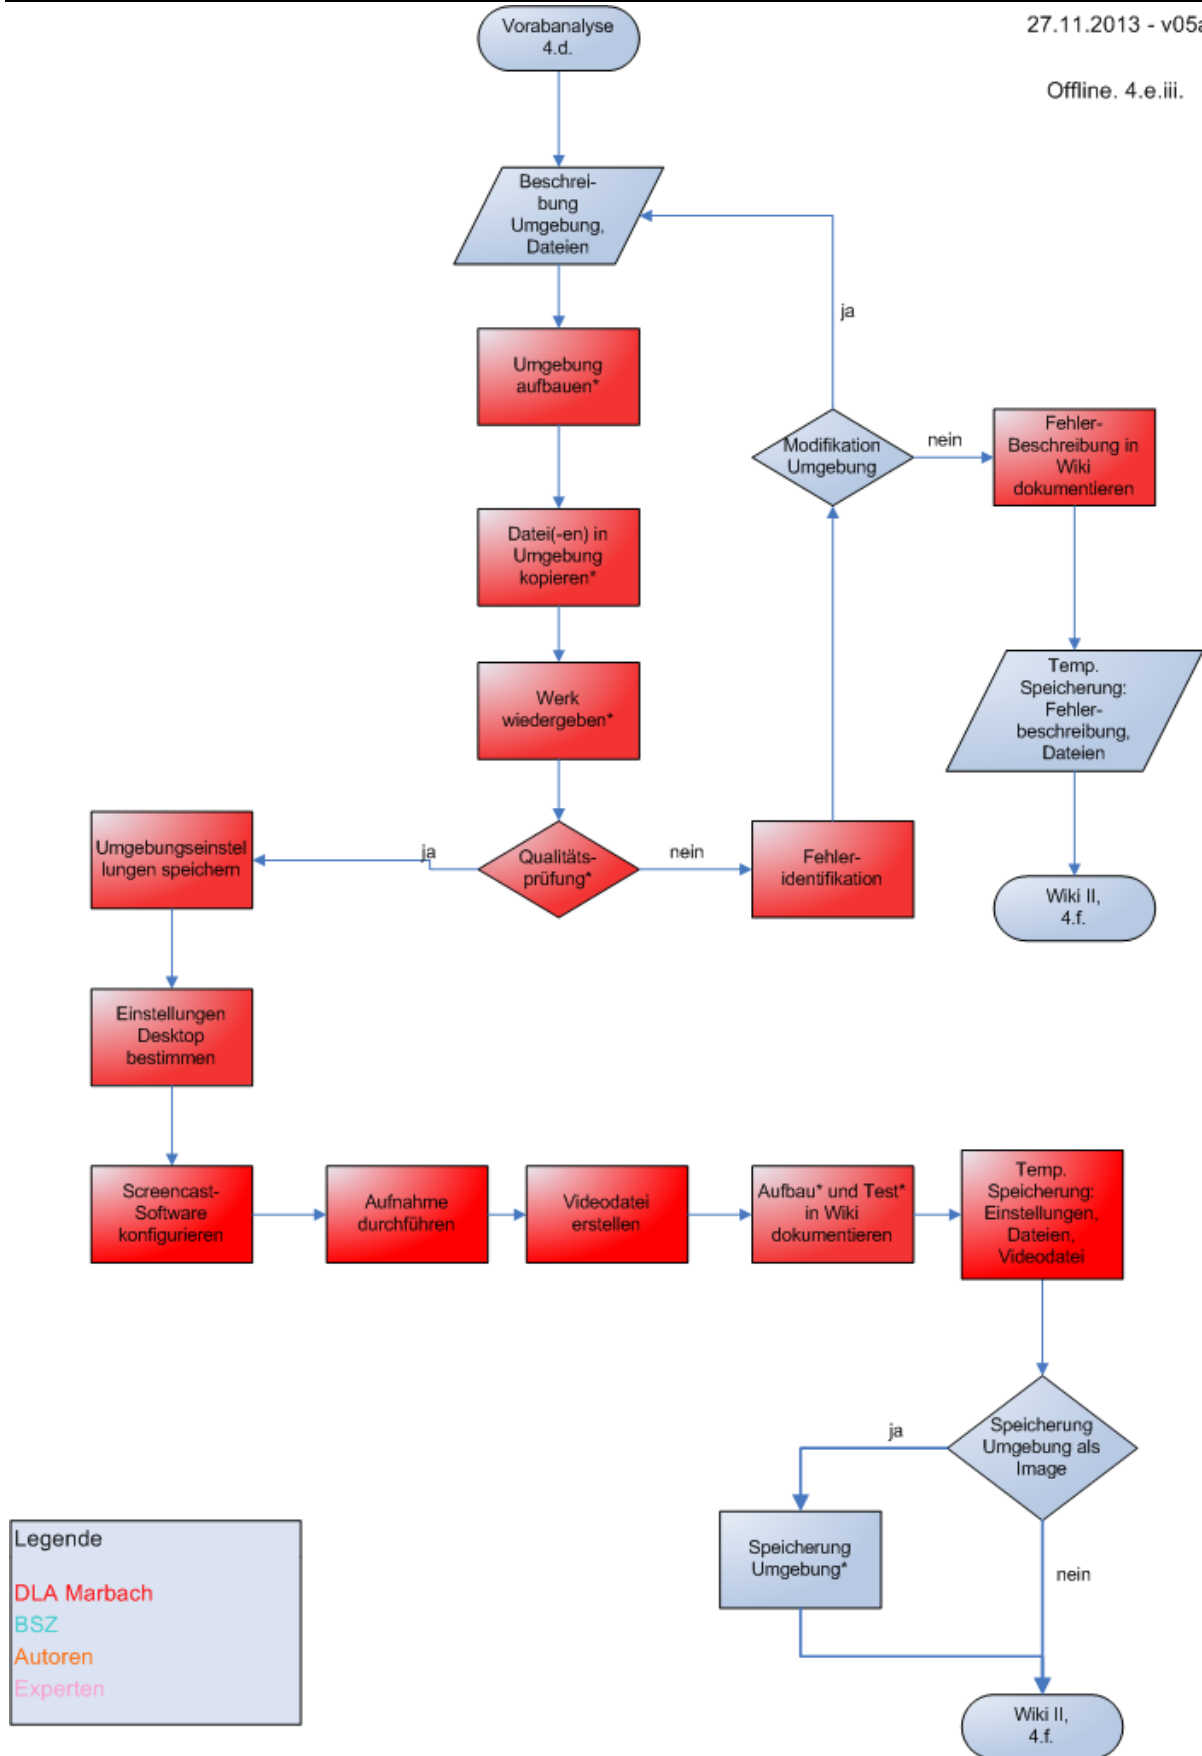 27.11.2013 - v05a
Offline. 4.e.iii.
Vorabanalyse
4.d.
Beschrei-
bung
Umgebung,
Dateien
ja
Umgebung
aufbauen*
Modifikation
Umgebung
nein
Fehler-
Beschreibung in
Wiki
dokumentieren
Datei(-en) in
Umgebung
kopieren*
Werk
wiedergeben*
Temp.
Speicherung:
Fehler-
beschreibung,
Dateien
Umgebungseinstel
lungen speichern
ja
Qualitäts-
prüfung*
nein
Fehler-
identifikation
Wiki II,
4.f.
Einstellungen
Desktop
bestimmen
Screencast-
Software
konfigurieren
Aufnahme
durchführen
Videodatei
erstellen
Aufbau* und Test*
in Wiki
dokumentieren
Temp.
Speicherung:
Einstellungen,
Dateien,
Videodatei
ja
Speicherung
Umgebung als
Image
Speicherung
Umgebung*
nein
Legende
DLA Marbach
BSZ
Autoren
Experten
Wiki II,
4.f.